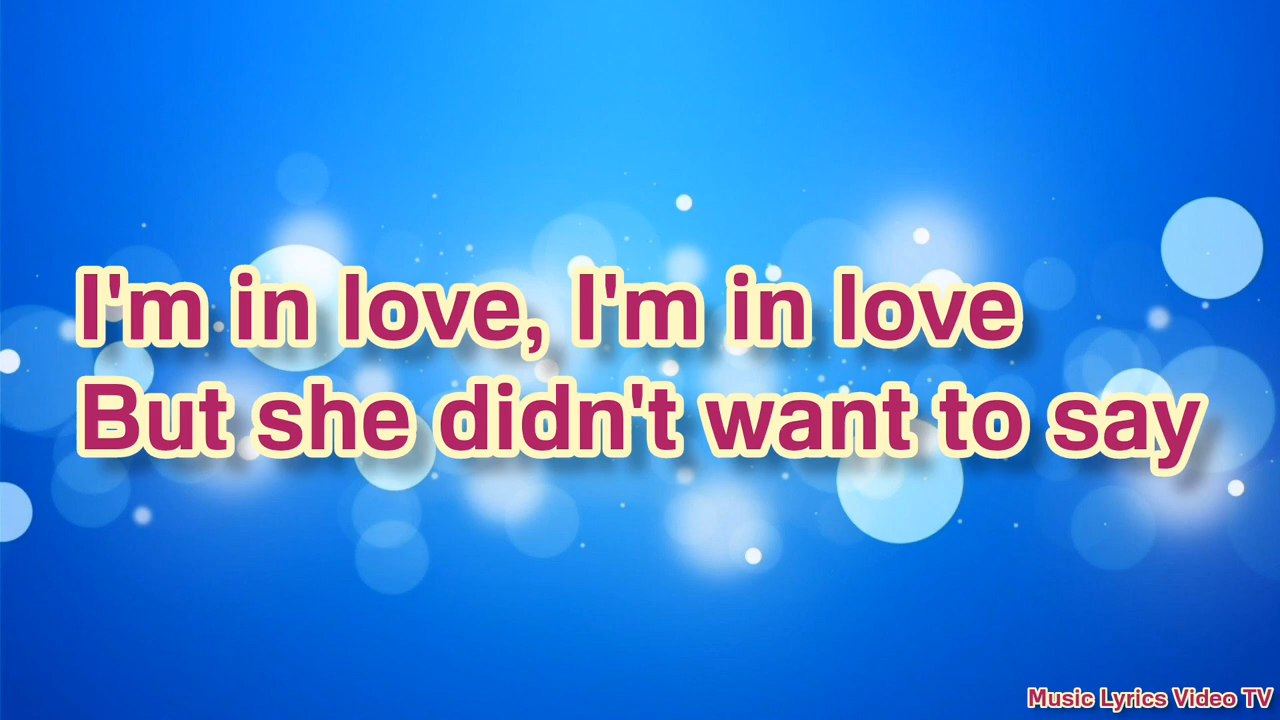 I'm in love, I'm in love
But she didn't want to say
Music Lyrics Video TV